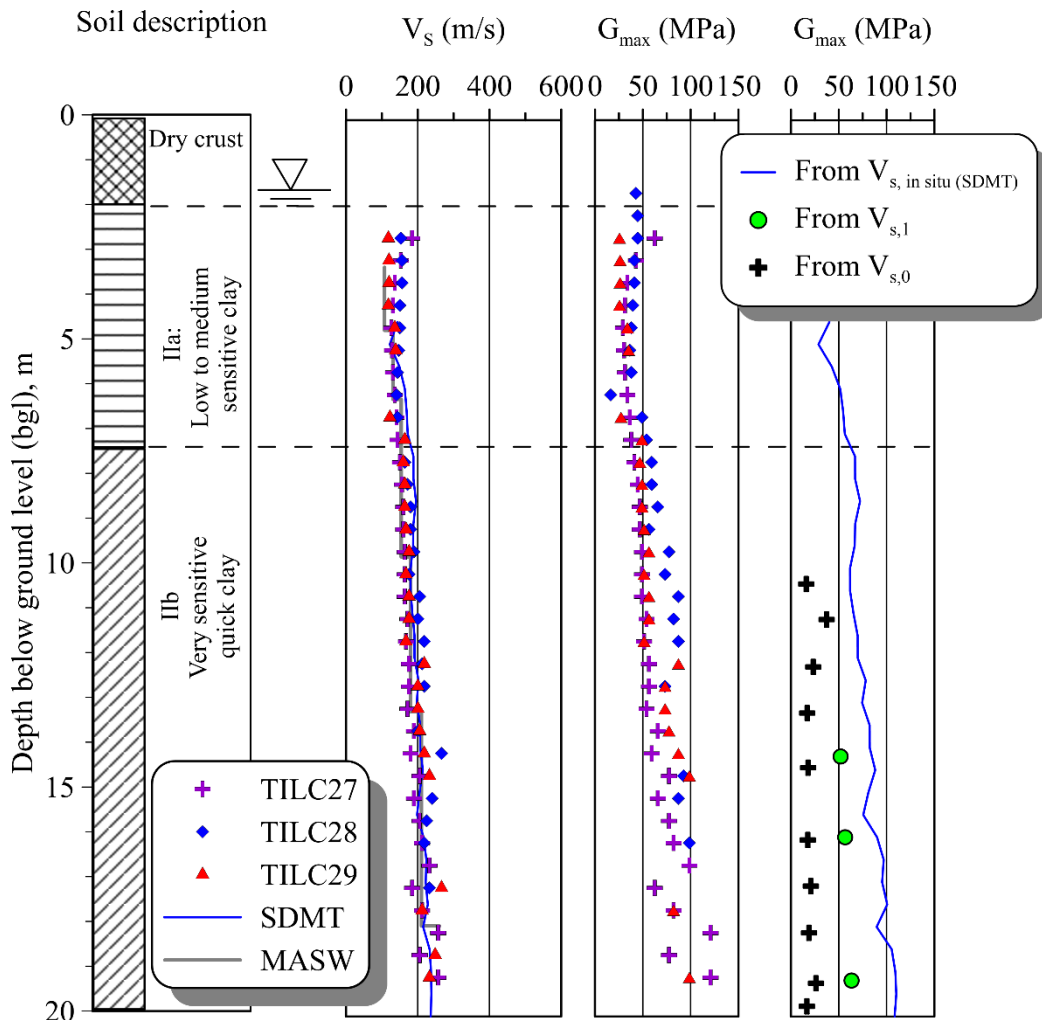 Soil description
V_S (m/s)
G_max (MPa)
G_max (MPa)
0 200 400 600
0 50 100 150
0 50 100 150
0
5
10
15
20
Depth below ground level (bgl), m
Dry crust
IIa:
Low to medium
sensitive clay
IIb
Very sensitive
quick clay
TILC27
TILC28
TILC29
SDMT
MASW
From V_s, in situ (SDMT)
From V_s,1
From V_s,0